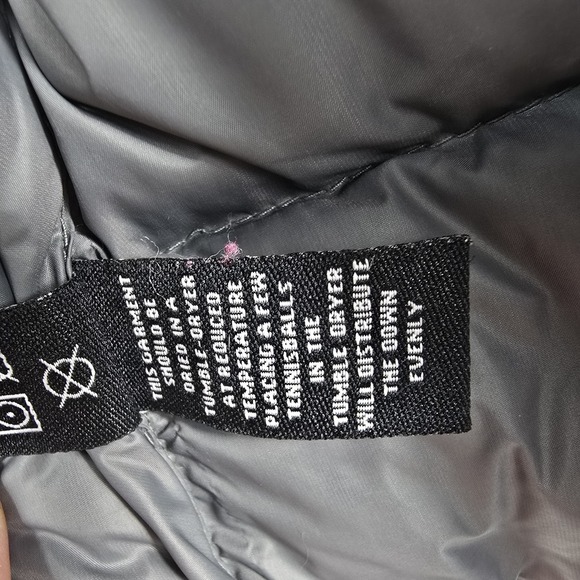 THIS GARMENT
SHOULD BE
DRIED IN A
TUMBLE-DRYER
AT REDUCED
TEMPERATURE
PLACING A FEW
TENNISBALLS
IN THE
TUMBLE-DRYER
WILL DISTRIBUTE
THE DOWN
EVENLY